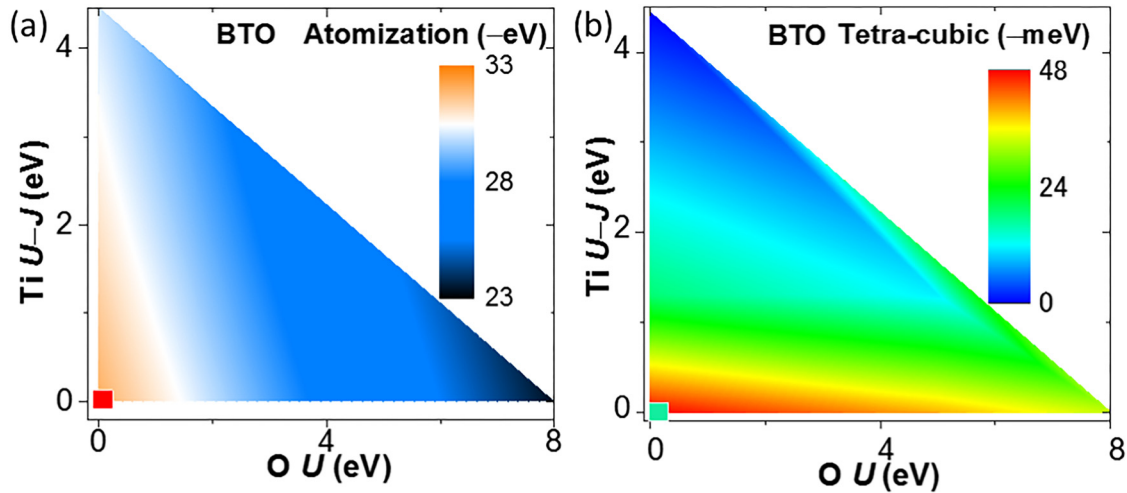 (a)
BTO Atomization (–eV)
33
28
23
4
2
0
Ti U–J (eV)
0 4 8
O U (eV)
(b)
BTO Tetra-cubic (–meV)
48
24
0
4
2
0
Ti U–J (eV)
0 4 8
O U (eV)